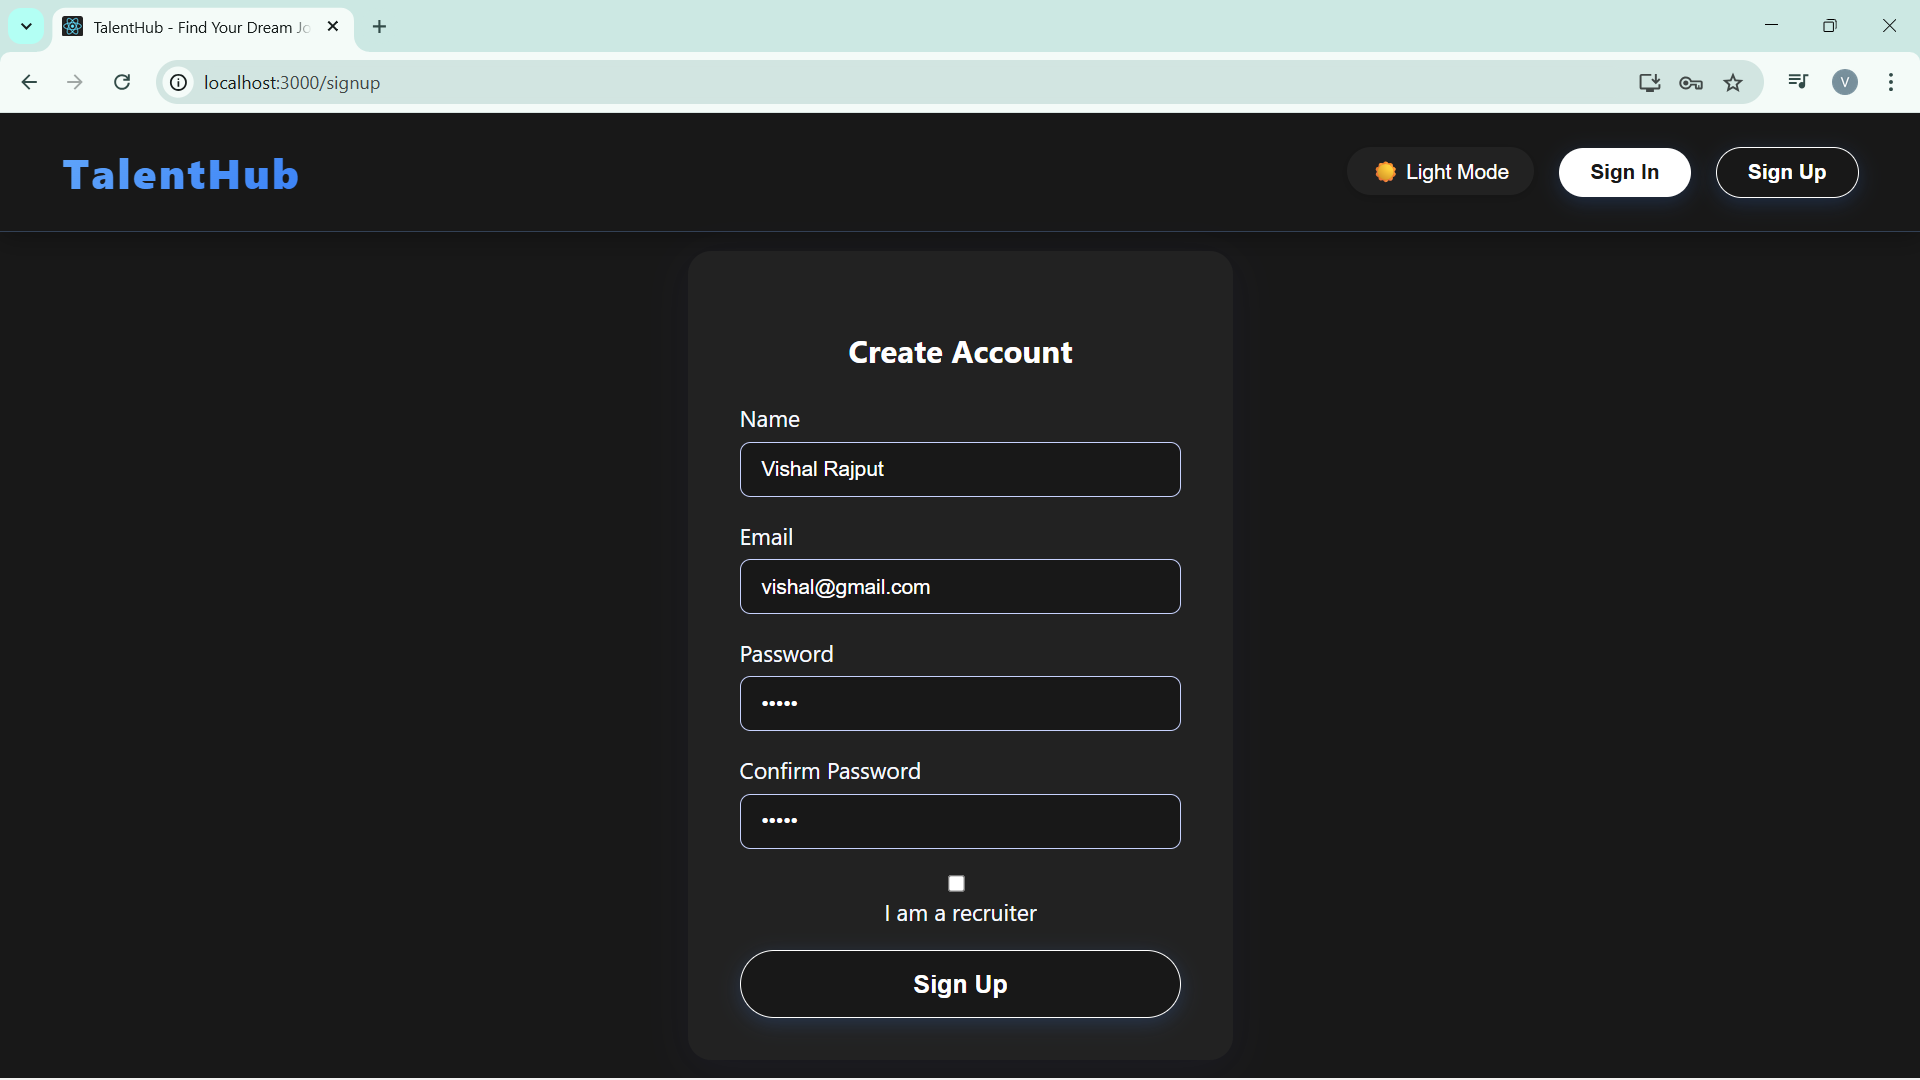 TalentHub - Find Your Dream Jo
localhost:3000/signup
V
TalentHub
Light Mode
Sign In
Sign Up
Create Account
Name
Vishal Rajput
Email
vishal@gmail.com
Password
•••••
Confirm Password
•••••
I am a recruiter
Sign Up